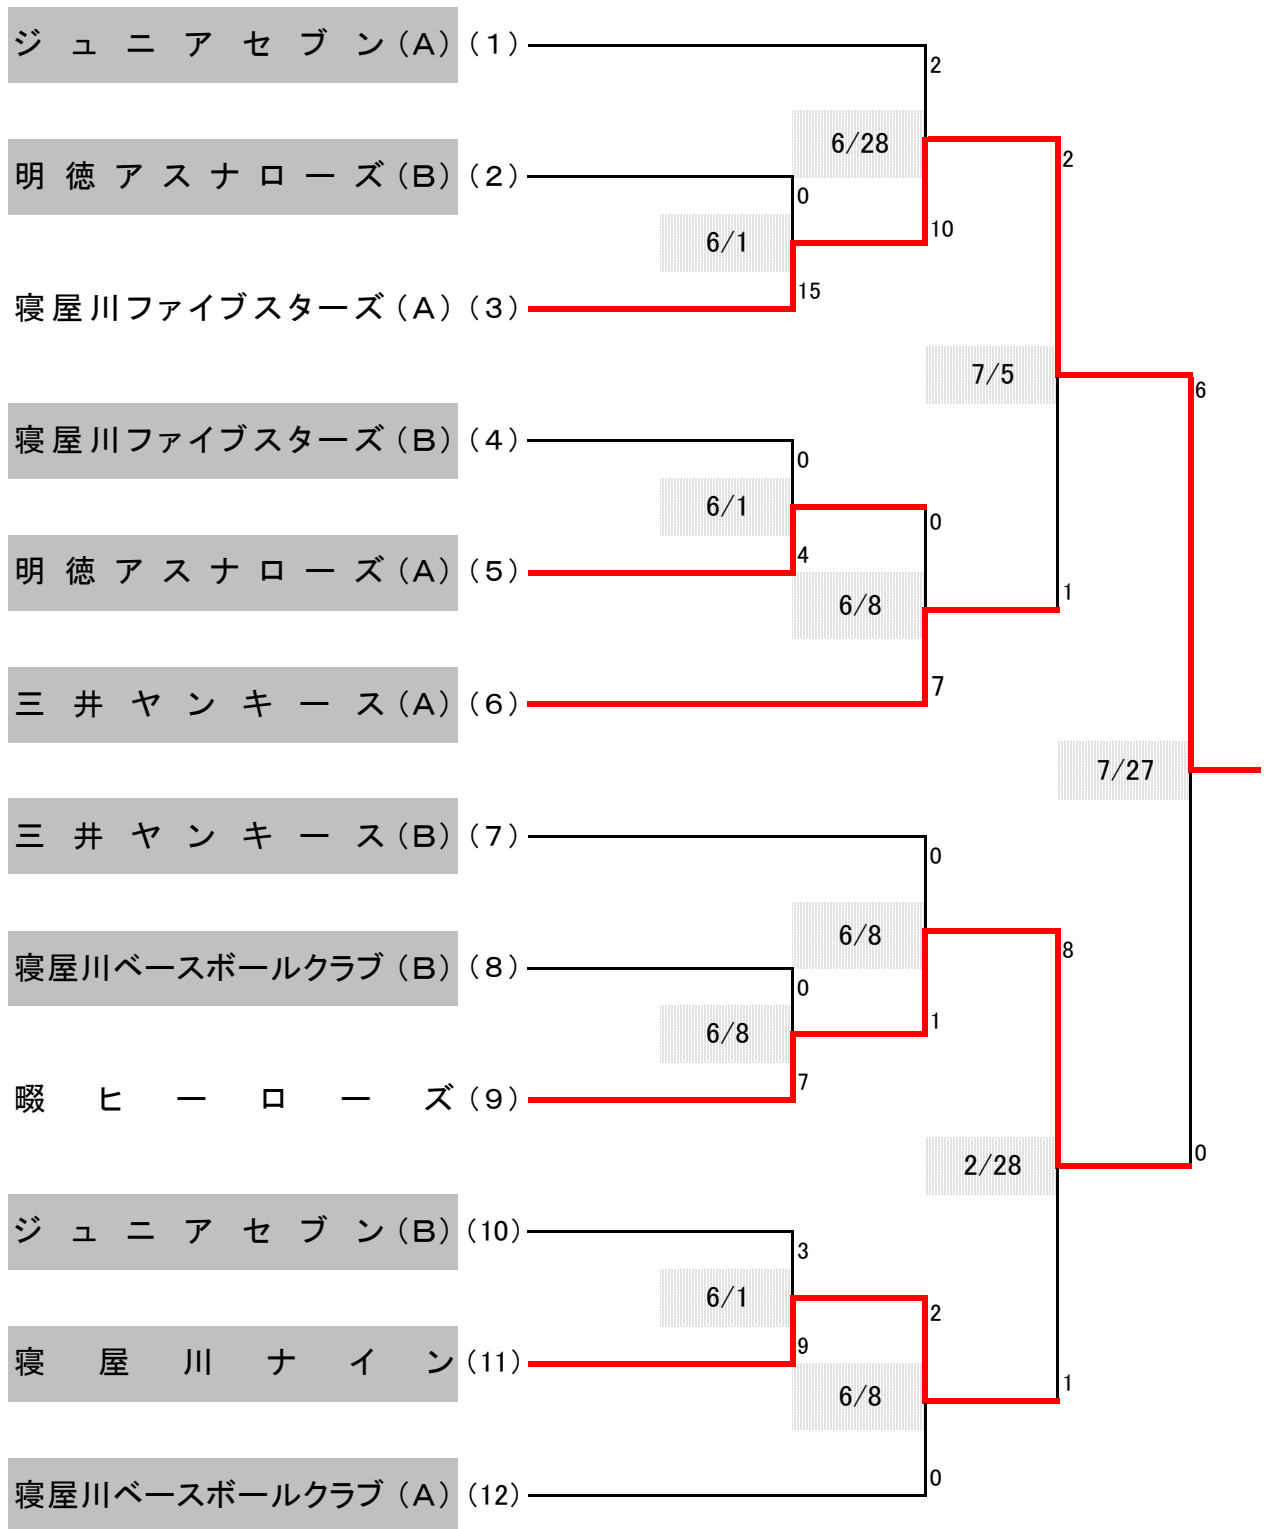 ジュニアセブン(A) (1)
2
6/28
2
明徳アスナローズ(B) (2)
0
6/1
10
15
寝屋川ファイブスターズ(A) (3)
7/5
6
寝屋川ファイブスターズ(B) (4)
0
6/1
0
4
明徳アスナローズ(A) (5)
6/8
1
7
三井ヤンキース(A) (6)
7/27
三井ヤンキース(B) (7)
0
6/8
8
寝屋川ベースボールクラブ(B) (8)
0
6/8
1
7
畷ヒーローズ (9)
2/28
0
ジュニアセブン(B) (10)
3
6/1
2
9
寝屋川ナイン (11)
6/8
1
0
寝屋川ベースボールクラブ(A) (12)